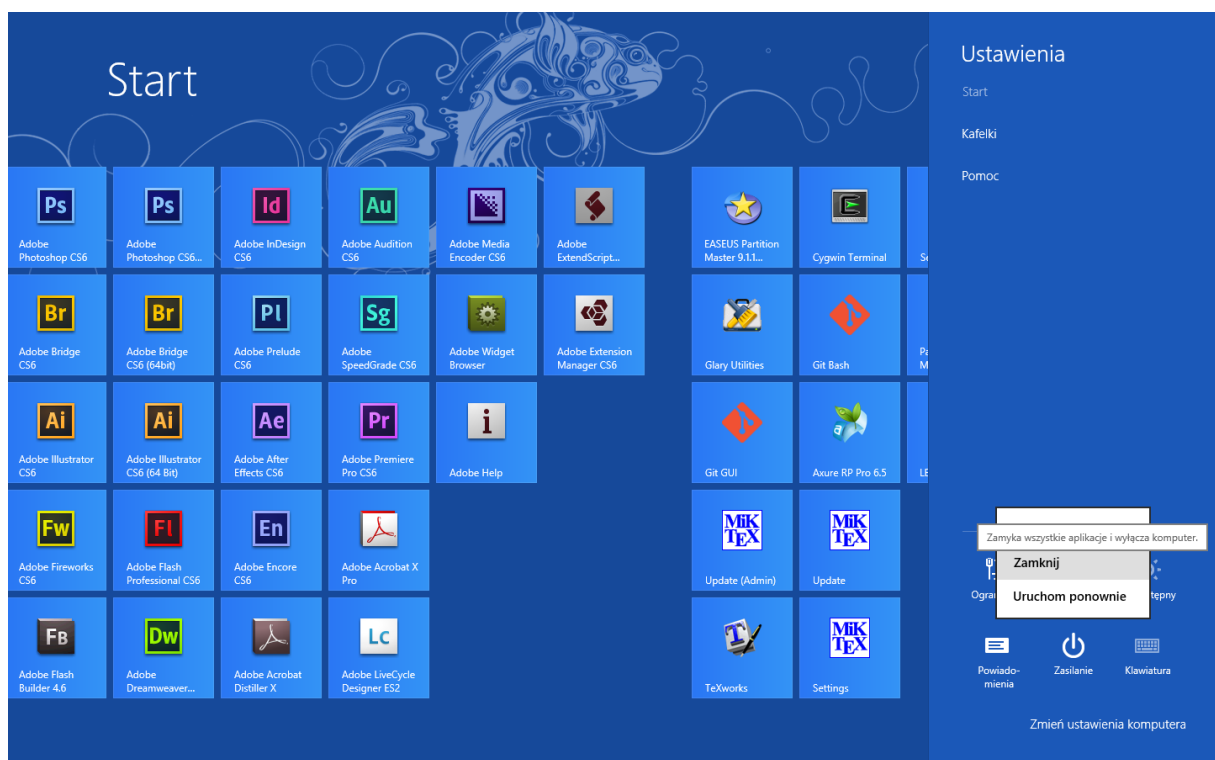 Start
Ps
Adobe
Photoshop CS6
Ps
Adobe
Photoshop CS6...
Id
Adobe InDesign
CS6
Au
Adobe Audition
CS6
Adobe Media
Encoder CS6
Adobe
ExtendScript...
EASEUS Partition
Master 9.1.1...
Cygwin Terminal
Br
Adobe Bridge
CS6
Br
Adobe Bridge
CS6 (64bit)
Pl
Adobe Prelude
CS6
Sg
Adobe
SpeedGrade CS6
Adobe Widget
Browser
Adobe Extension
Manager CS6
Glary Utilities
Git Bash
Ai
Adobe Illustrator
CS6
Ai
Adobe Illustrator
CS6 (64 Bit)
Ae
Adobe After
Effects CS6
Pr
Adobe Premiere
Pro CS6
i
Adobe Help
Git GUI
Axure RP Pro 6.5
Fw
Adobe Fireworks
CS6
Fl
Adobe Flash
Professional CS6
En
Adobe Encore
CS6
Adobe Acrobat X
Pro
MiK
TEX
Update (Admin)
MiK
TEX
Update
FB
Adobe Flash
Builder 4.6
Dw
Adobe
Dreamweaver...
Adobe Acrobat
Distiller X
Lc
Adobe LiveCycle
Designer ES2
TeXworks
MiK
TEX
Settings
Ustawienia
Start
Kafelki
Pomoc
Zamyka wszystkie aplikacje i wyłącza komputer.
Zamknij
Uruchom ponownie
Powiado-
mienia
Zasilanie
Klawiatura
Zmień ustawienia komputera